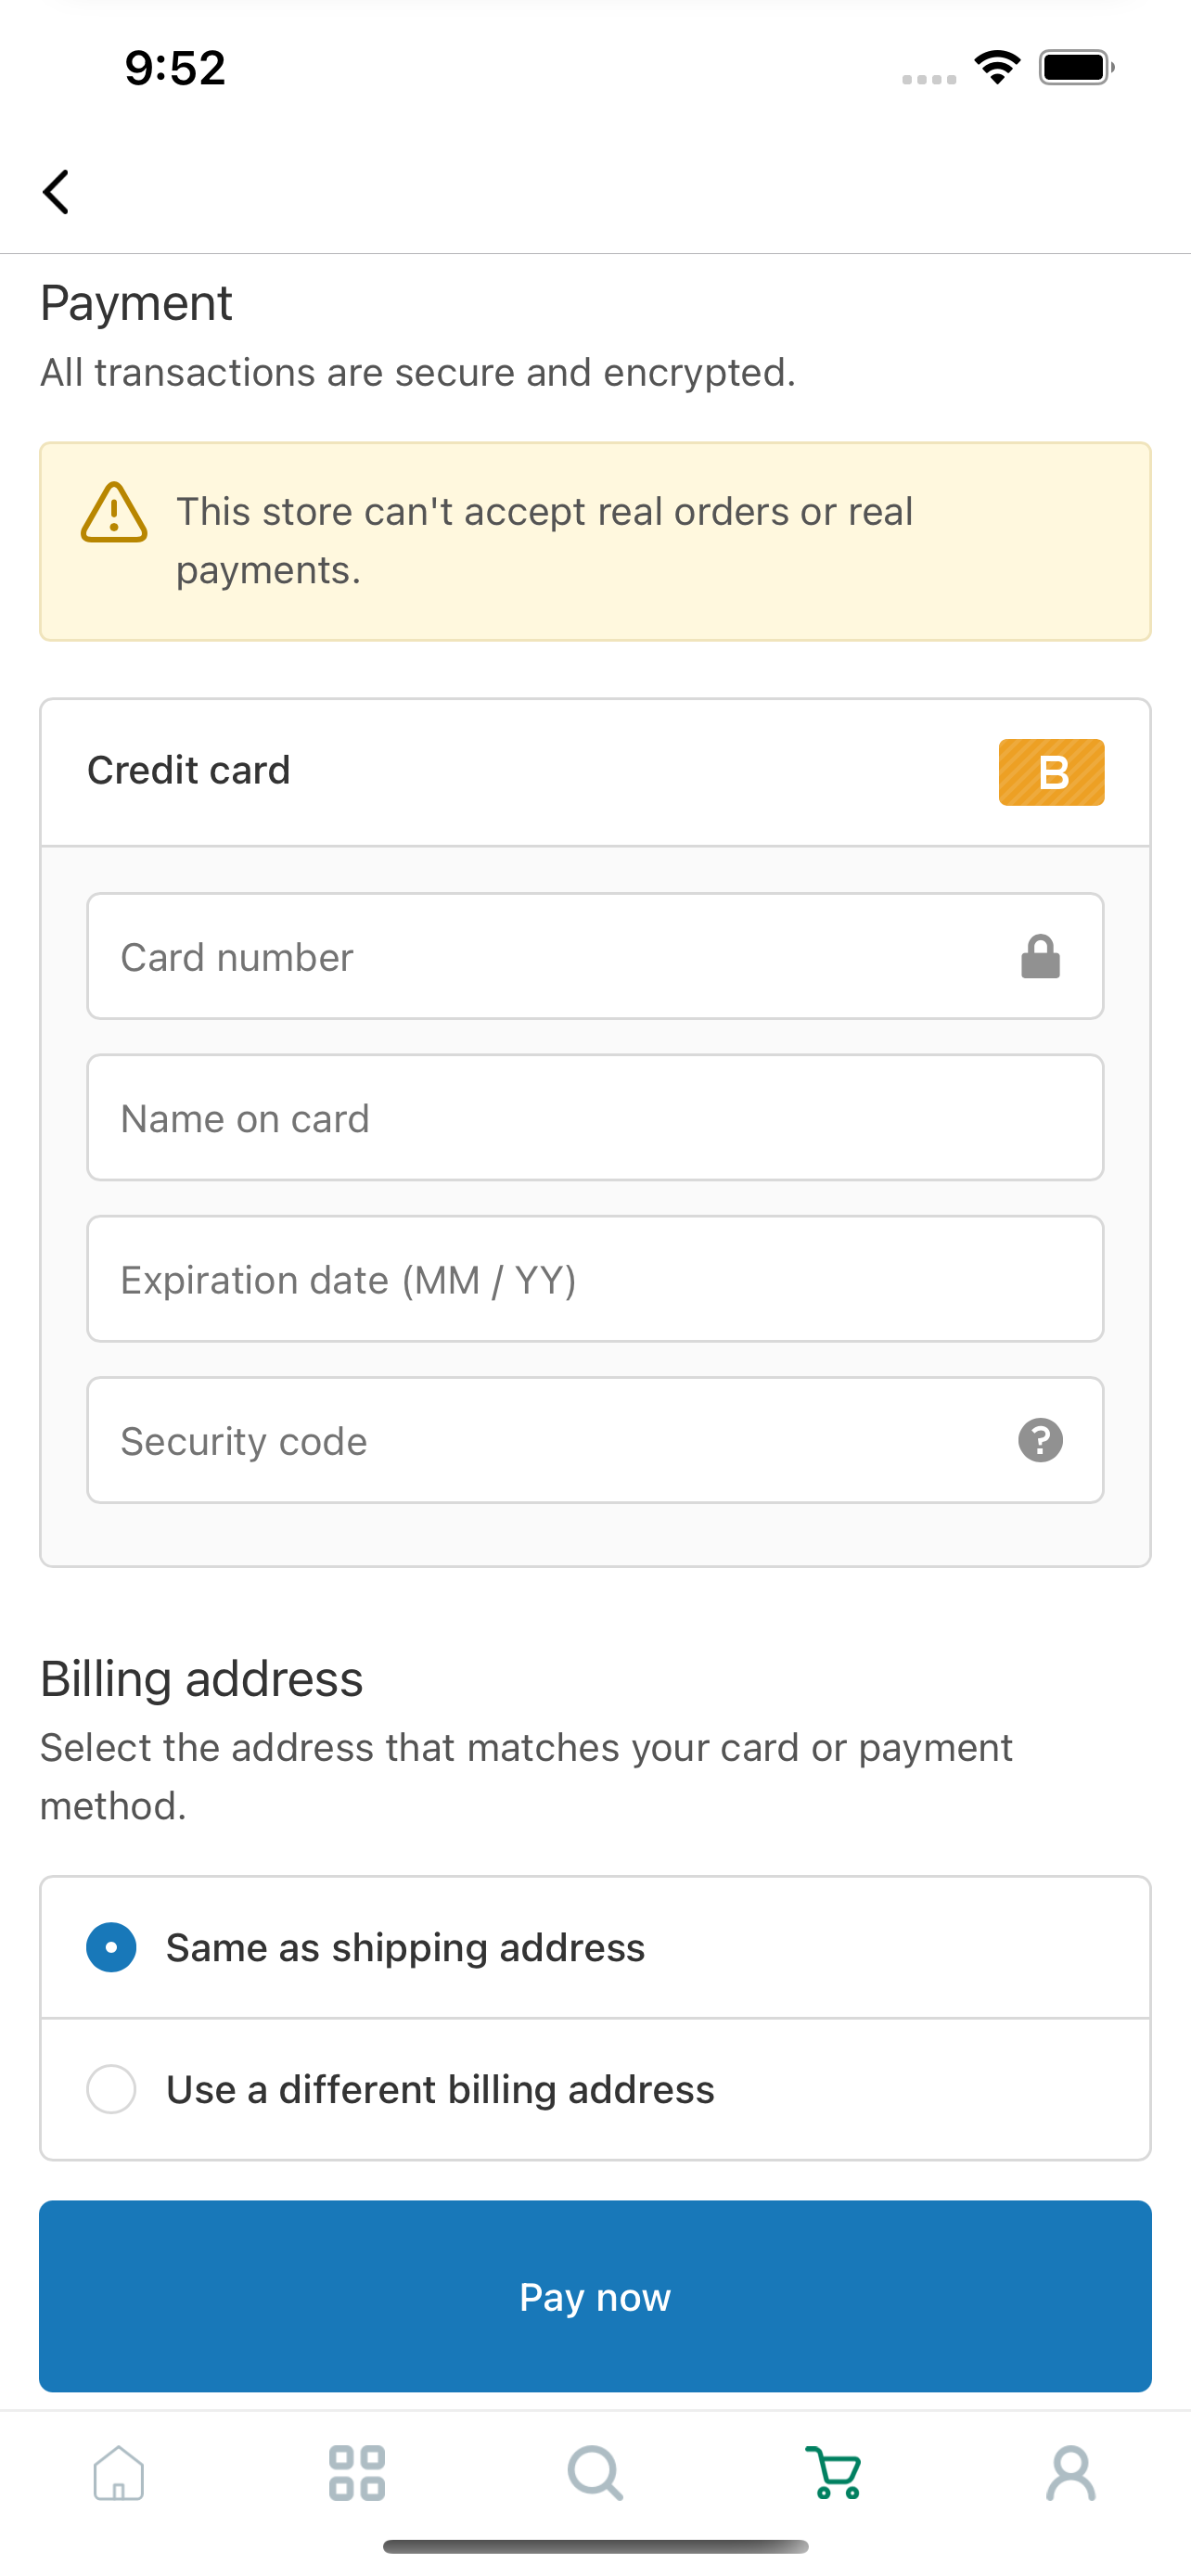 9:52
Payment
All transactions are secure and encrypted.
This store can't accept real orders or real
payments.
Credit card
B
Card number
Name on card
Expiration date (MM / YY)
Security code
?
Billing address
Select the address that matches your card or payment
method.
Same as shipping address
Use a different billing address
Pay now